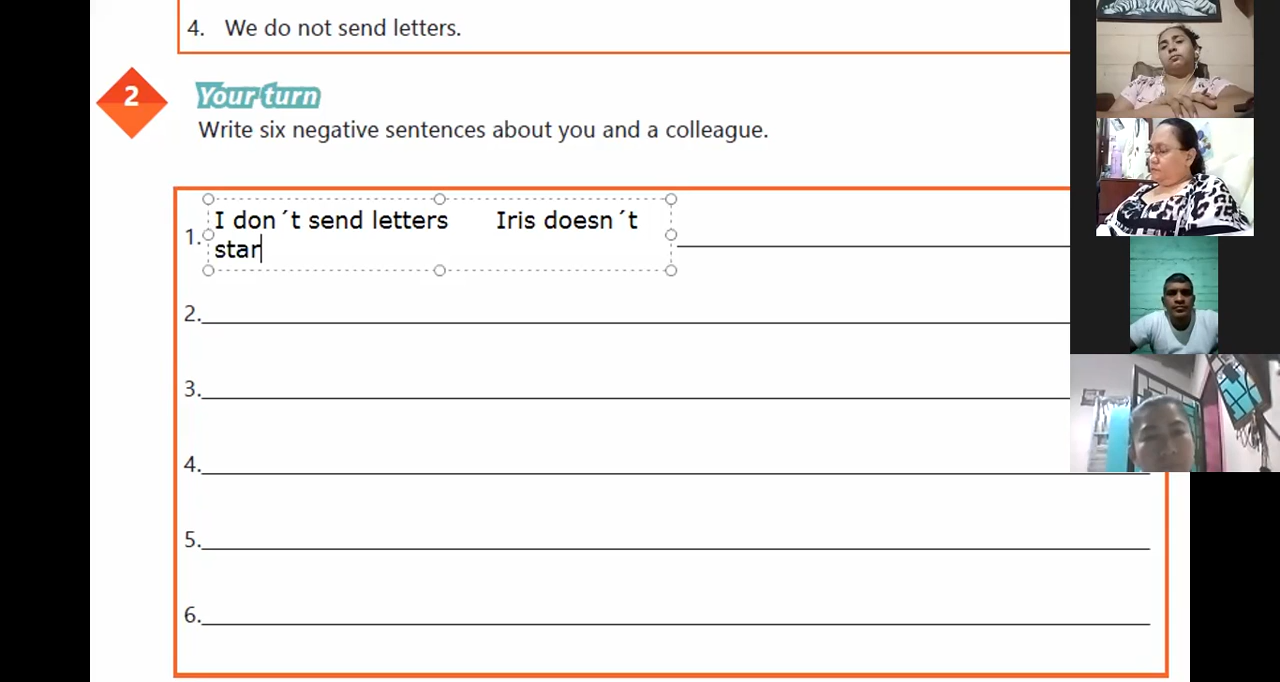 4. We do not send letters.
2
Your turn
Write six negative sentences about you and a colleague.
1. I don´t send letters Iris doesn´t
star
2.
3.
4.
5.
6.